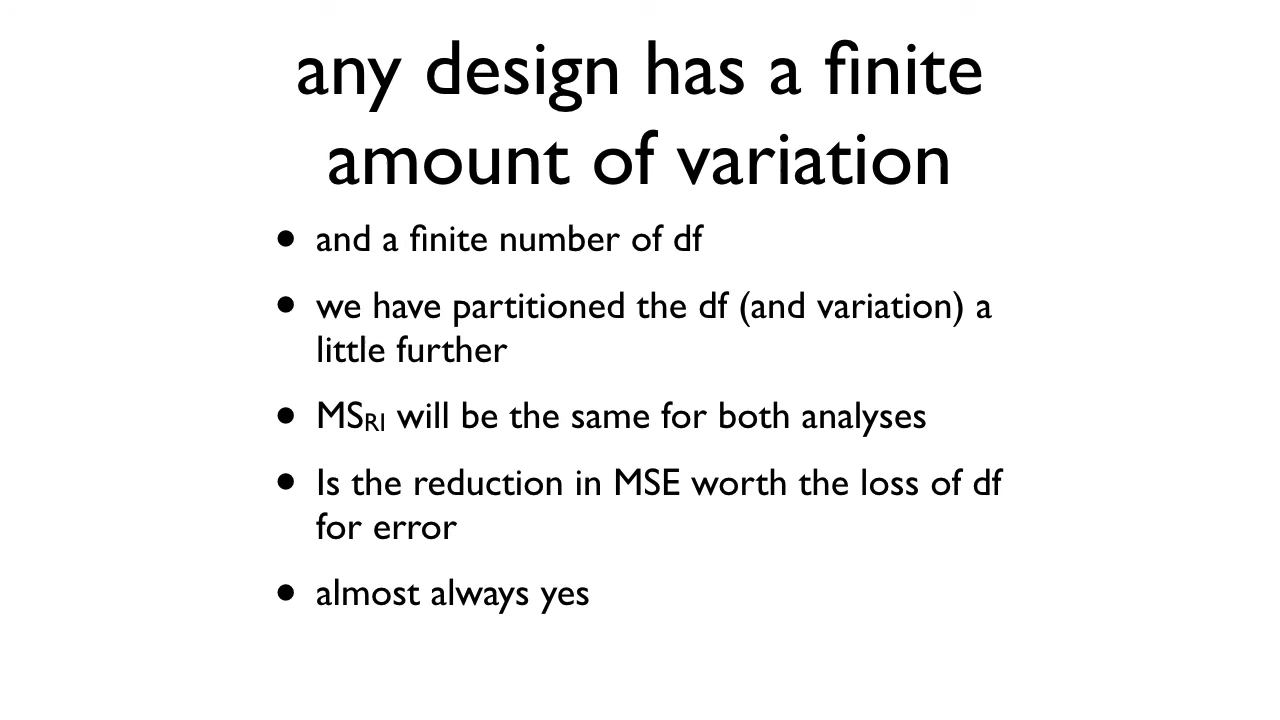 any design has a finite
amount of variation
• and a finite number of df
• we have partitioned the df (and variation) a
little further
• MSRI will be the same for both analyses
• Is the reduction in MSE worth the loss of df
for error
• almost always yes